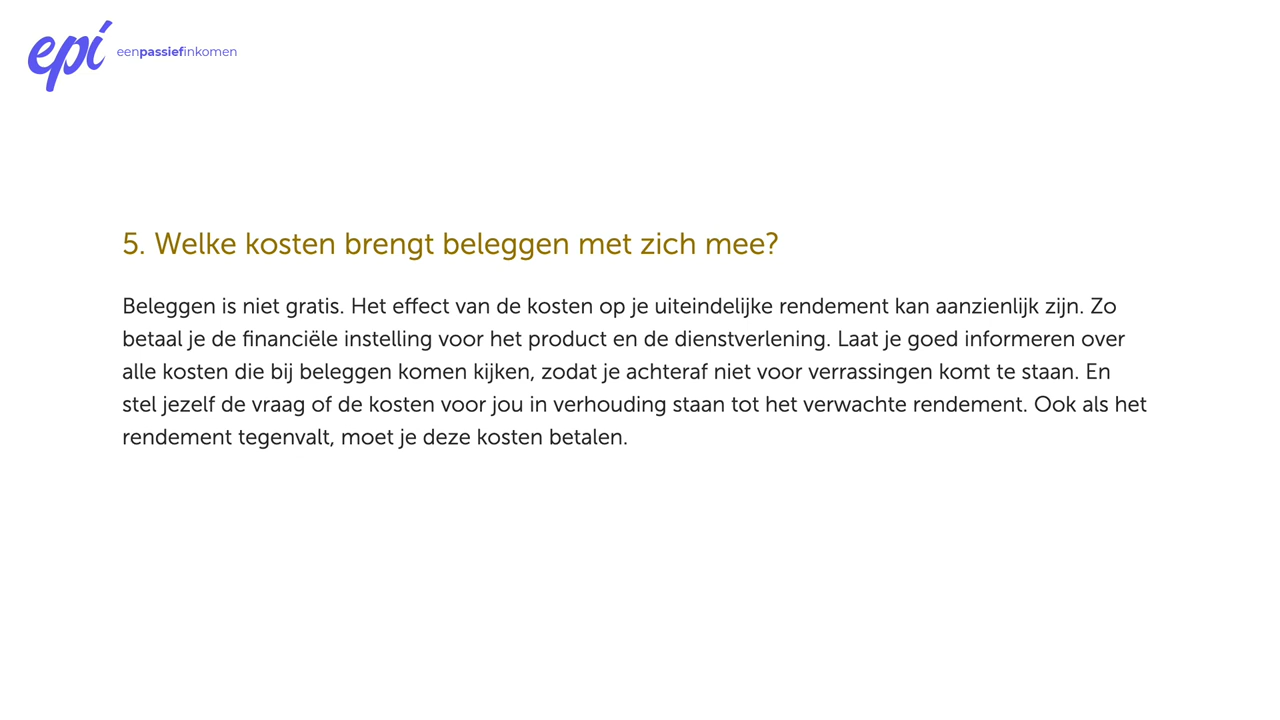 epi eenpassiefinkomen
5. Welke kosten brengt beleggen met zich mee?
Beleggen is niet gratis. Het effect van de kosten op je uiteindelijke rendement kan aanzienlijk zijn. Zo
betaal je de financiële instelling voor het product en de dienstverlening. Laat je goed informeren over
alle kosten die bij beleggen komen kijken, zodat je achteraf niet voor verrassingen komt te staan. En
stel jezelf de vraag of de kosten voor jou in verhouding staan tot het verwachte rendement. Ook als het
rendement tegenvalt, moet je deze kosten betalen.